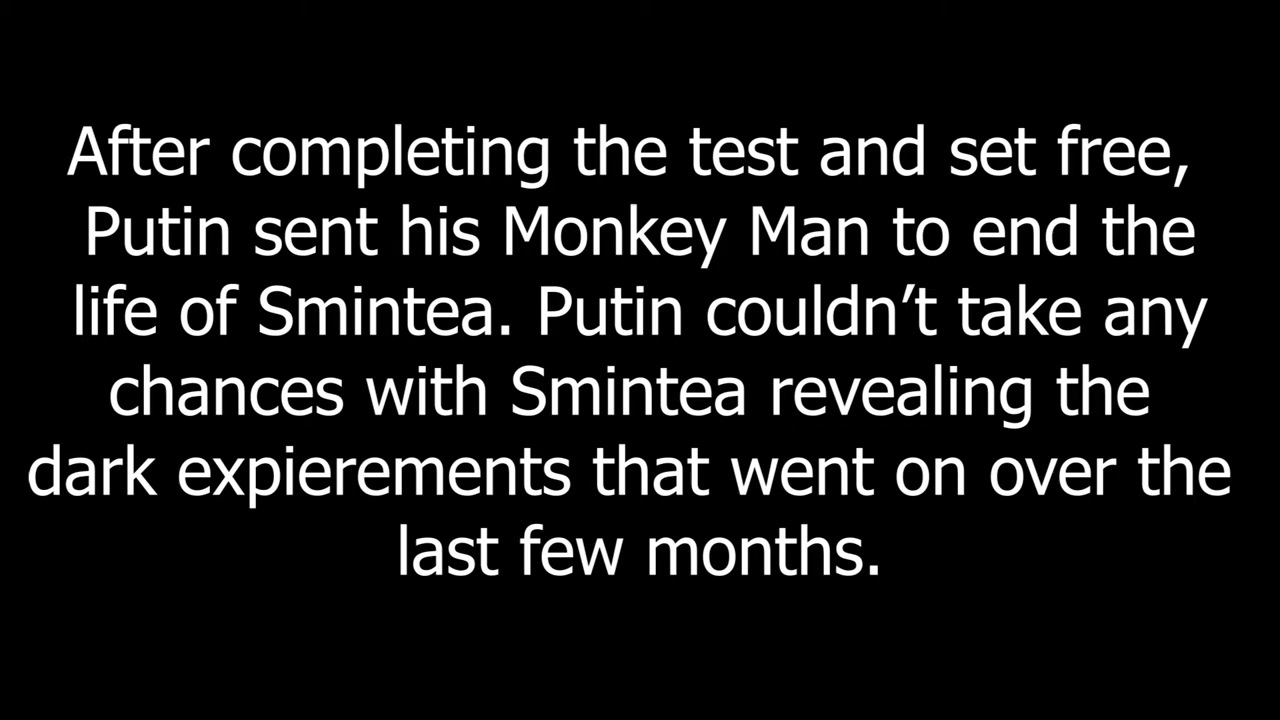 After completing the test and set free,
Putin sent his Monkey Man to end the
life of Smintea. Putin couldn’t take any
chances with Smintea revealing the
dark expierements that went on over the
last few months.